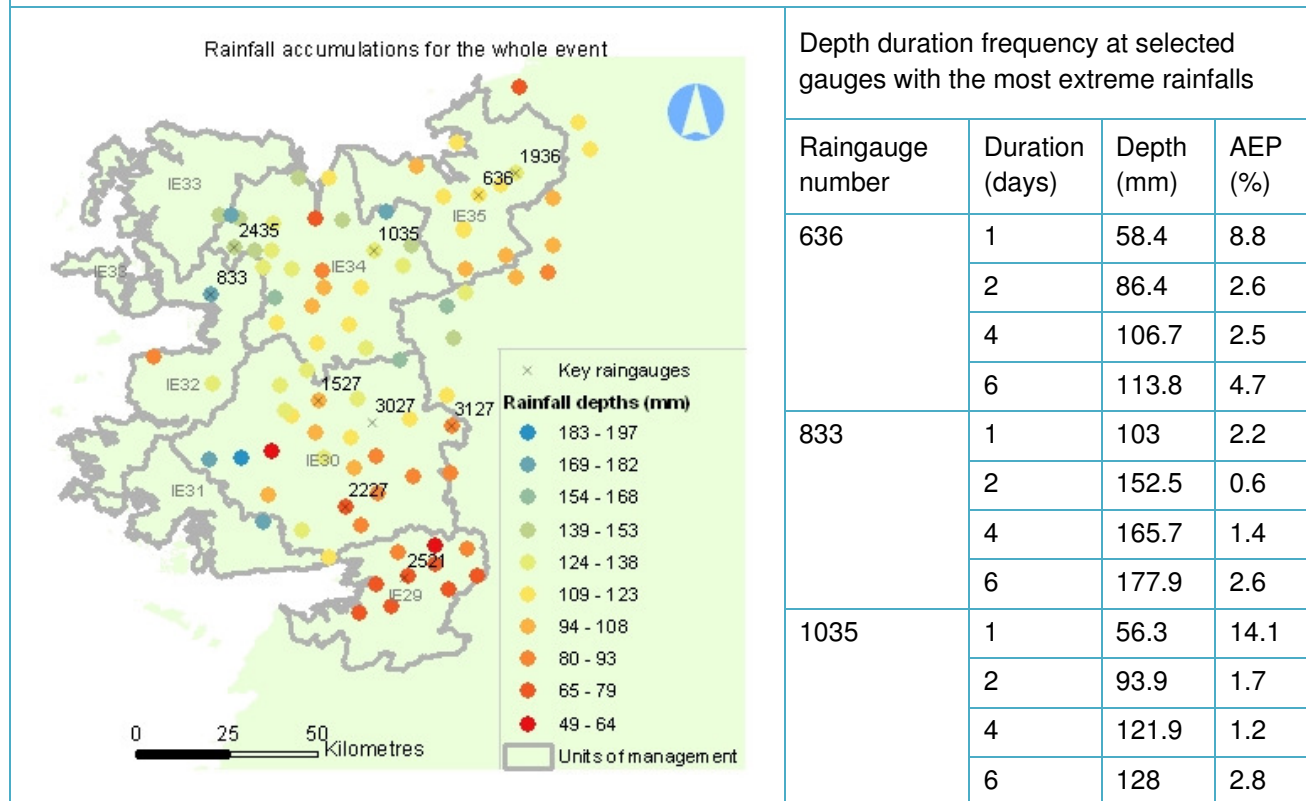 Rainfall accumulations for the whole event
1936
636
IE33
IE35
2435
1035
IE34
IE33
833
IE32
1527
3027
3127
IE30
IE31
2227
2521
IE29
Key raingauges
Rainfall depths (mm)
183 - 197
169 - 182
154 - 168
139 - 153
124 - 138
109 - 123
94 - 108
80 - 93
65 - 79
49 - 64
Units of management
0 25 50 Kilometres
Depth duration frequency at selected
gauges with the most extreme rainfalls
Raingauge number Duration (days) Depth (mm) AEP (%)
636 1 58.4 8.8
2 86.4 2.6
4 106.7 2.5
6 113.8 4.7
833 1 103 2.2
2 152.5 0.6
4 165.7 1.4
6 177.9 2.6
1035 1 56.3 14.1
2 93.9 1.7
4 121.9 1.2
6 128 2.8